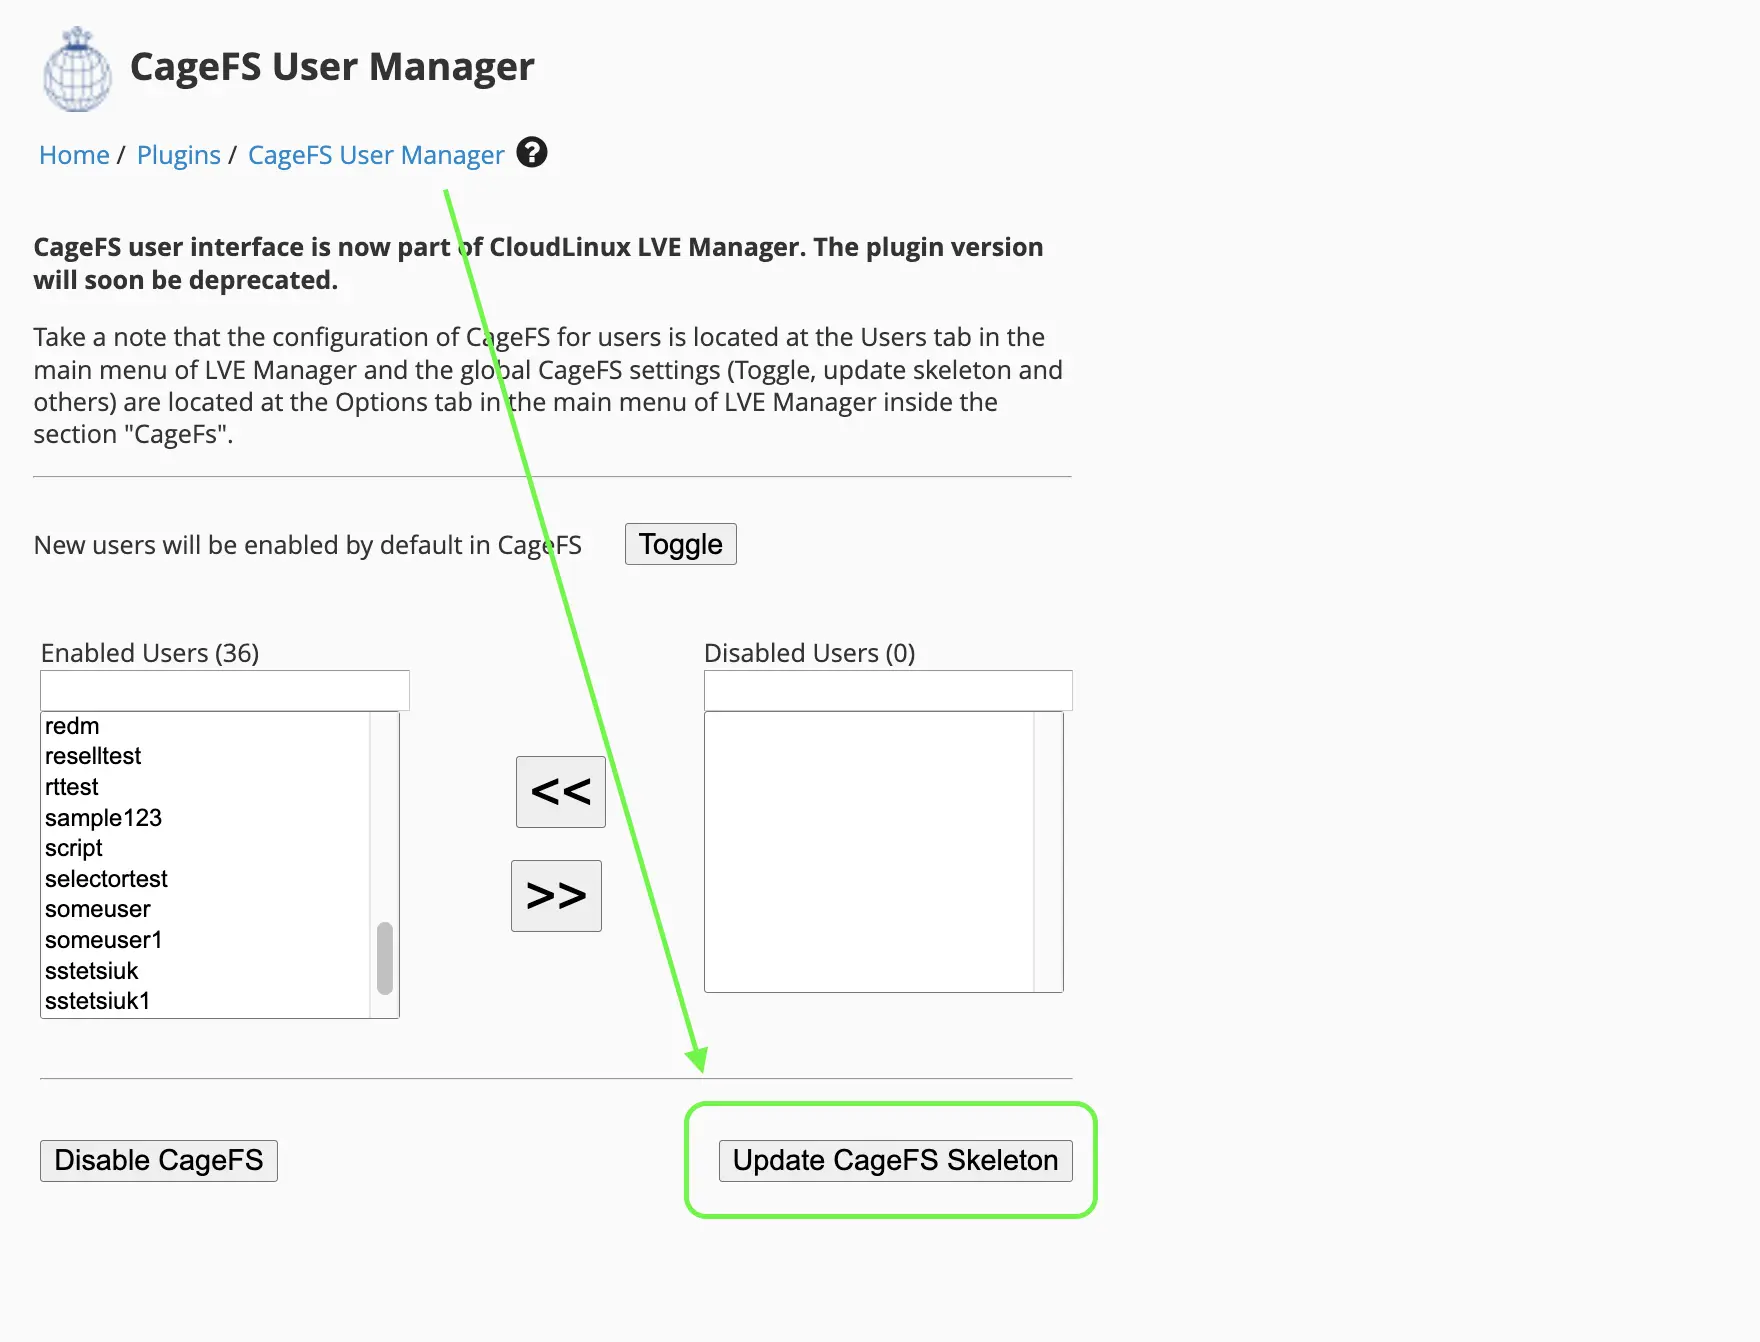 CageFS User Manager
Home / Plugins / CageFS User Manager ?
CageFS user interface is now part of CloudLinux LVE Manager. The plugin version
will soon be deprecated.
Take a note that the configuration of CageFS for users is located at the Users tab in the
main menu of LVE Manager and the global CageFS settings (Toggle, update skeleton and
others) are located at the Options tab in the main menu of LVE Manager inside the
section "CageFs".
New users will be enabled by default in CageFS Toggle
Enabled Users (36)
redm
reselltest
rttest
sample123
script
selectortest
someuser
someuser1
sstetsiuk
sstetsiuk1
<<
>>
Disabled Users (0)
Disable CageFS
Update CageFS Skeleton